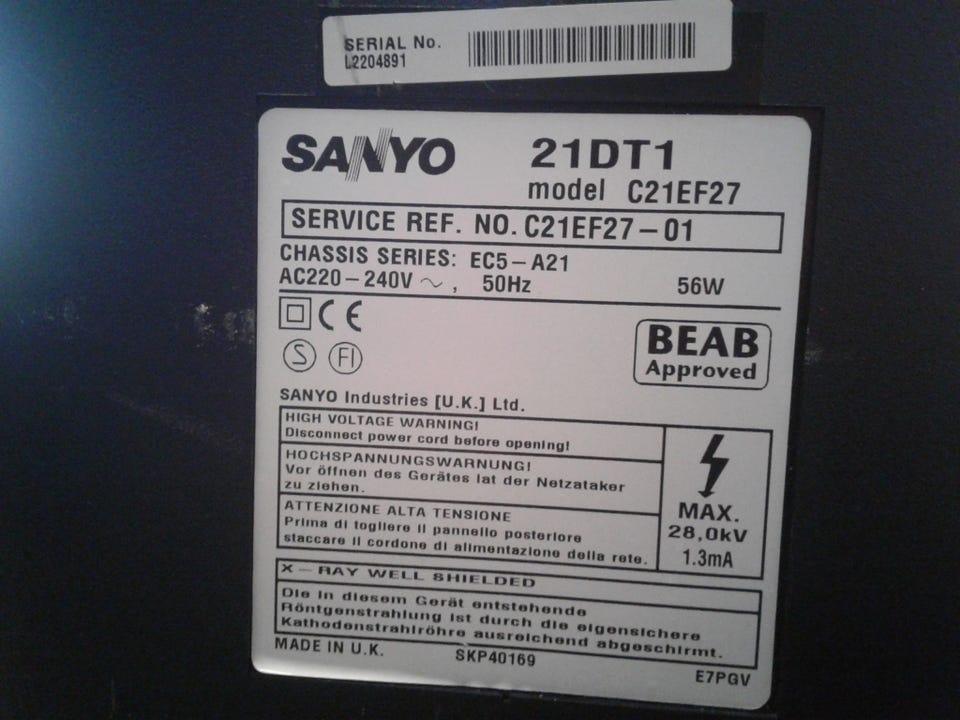 SERIAL No.
L2204891
SANYO 21DT1
model C21EF27
SERVICE REF. NO. C21EF27-01
CHASSIS SERIES: EC5-A21
AC220-240V ~, 50Hz 56W
CE
S FI
BEAB
Approved
SANYO Industries [U.K.] Ltd.
HIGH VOLTAGE WARNING!
Disconnect power cord before opening!
HOCHSPANNUNGSWARNUNG!
Vor öffnen des Gerätes lat der Netzataker
zu ziehen.
ATTENZIONE ALTA TENSIONE
Prima di togliere il pannello posteriore
staccare il cordone di alimentazione della rete.
MAX.
28,0kV
1.3mA
X-RAY WELL SHIELDED
Die in diesem Gerät entstehende
Röntgenstrahlung ist durch die eigensichere
Kathodenstrahlröhre ausreichend abgeschirmt.
MADE IN U.K. SKP40169 E7PGV